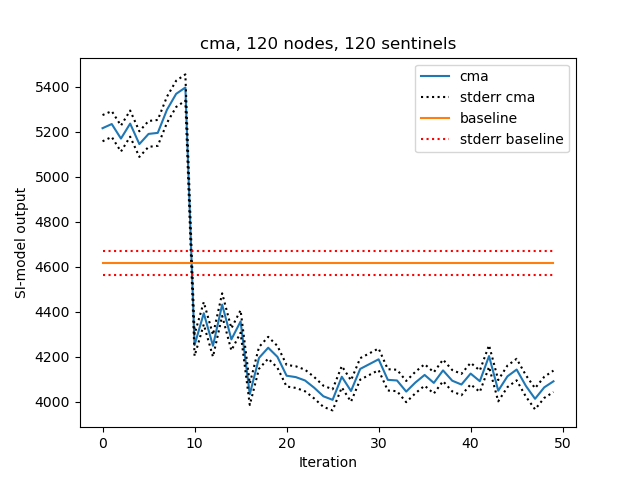 cma, 120 nodes, 120 sentinels
cma
stderr cma
baseline
stderr baseline
SI-model output
5400
5200
5000
4800
4600
4400
4200
4000
0 10 20 30 40 50
Iteration